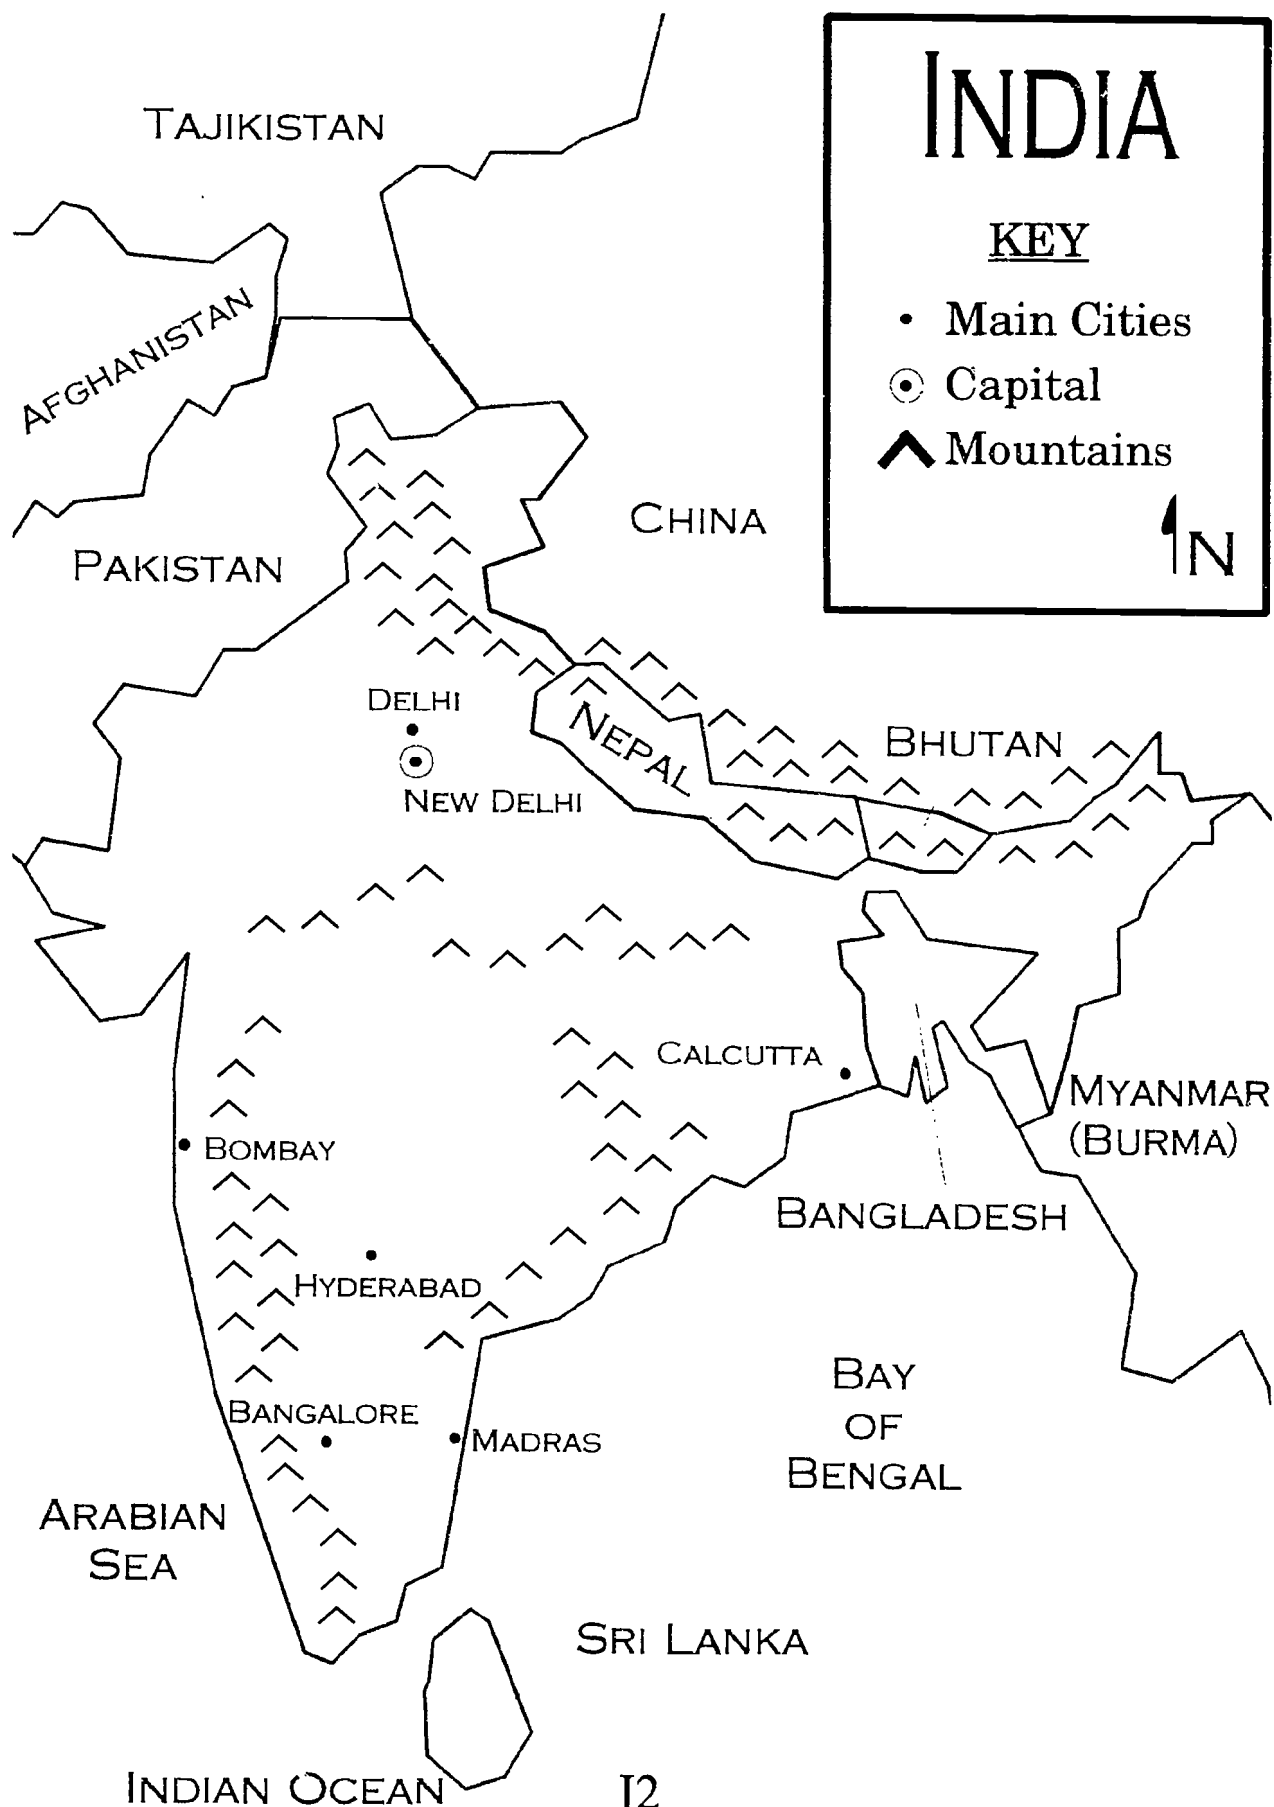 INDIA
KEY
Main Cities
Capital
Mountains
N
TAJIKISTAN
AFGHANISTAN
PAKISTAN
CHINA
DELHI
NEW DELHI
NEPAL
BHUTAN
CALCUTTA
MYANMAR
(BURMA)
BOMBAY
BANGLADESH
HYDERABAD
BANGALORE
MADRAS
BAY
OF
BENGAL
ARABIAN
SEA
SRI LANKA
INDIAN OCEAN
J2